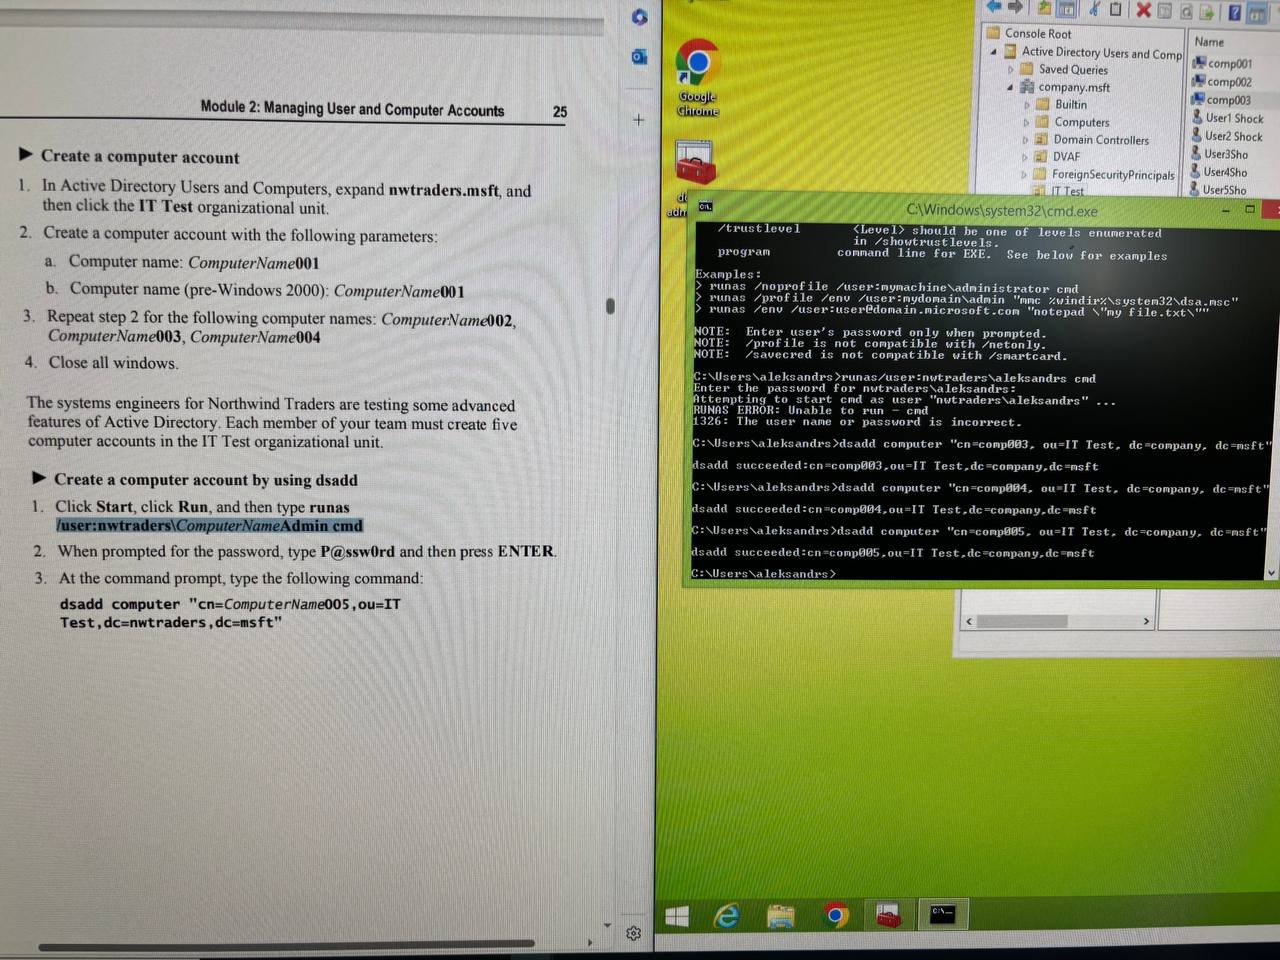 Module 2: Managing User and Computer Accounts 25
Create a computer account
1. In Active Directory Users and Computers, expand nwtraders.msft, and
then click the IT Test organizational unit.
2. Create a computer account with the following parameters:
a. Computer name: ComputerName001
b. Computer name (pre-Windows 2000): ComputerName001
3. Repeat step 2 for the following computer names: ComputerName002,
ComputerName003, ComputerName004
4. Close all windows.
The systems engineers for Northwind Traders are testing some advanced
features of Active Directory. Each member of your team must create five
computer accounts in the IT Test organizational unit.
Create a computer account by using dsadd
1. Click Start, click Run, and then type runas
/user:nwtraders\ComputerNameAdmin cmd
2. When prompted for the password, type P@ssw0rd and then press ENTER.
3. At the command prompt, type the following command:
dsadd computer "cn=ComputerName005,ou=IT
Test,dc=nwtraders,dc=msft"
Google
Chrome
Console Root
Active Directory Users and Comp
Saved Queries
company.msft
Builtin
Computers
Domain Controllers
DVAF
ForeignSecurityPrincipals
IT Test
Name
comp001
comp002
comp003
User1 Shock
User2 Shock
User3Sho
User4Sho
User5Sho
C:\Windows\system32\cmd.exe
/trustlevel <Level> should be one of levels enumerated
in /showtrustlevels.
program command line for EXE. See below for examples
Examples:
> runas /noprofile /user:mymachine\administrator cmd
> runas /profile /env /user:mydomain\admin "mmc %windir%\system32\dsa.msc"
> runas /env /user:user@domain.microsoft.com "notepad \"my file.txt\""
NOTE: Enter user's password only when prompted.
NOTE: /profile is not compatible with /netonly.
NOTE: /savecred is not compatible with /smartcard.
C:\Users\aleksandrs>runas/user:nwtraders\aleksandrs cmd
Enter the password for nwtraders\aleksandrs:
Attempting to start cmd as user "nwtraders\aleksandrs" ...
RUNAS ERROR: Unable to run - cmd
1326: The user name or password is incorrect.
C:\Users\aleksandrs>dsadd computer "cn=comp003, ou=IT Test, dc=company, dc=msft"
dsadd succeeded:cn=comp003,ou=IT Test,dc=company,dc=msft
C:\Users\aleksandrs>dsadd computer "cn=comp004, ou=IT Test, dc=company, dc=msft"
dsadd succeeded:cn=comp004,ou=IT Test,dc=company,dc=msft
C:\Users\aleksandrs>dsadd computer "cn=comp005, ou=IT Test, dc=company, dc=msft"
dsadd succeeded:cn=comp005,ou=IT Test,dc=company,dc=msft
C:\Users\aleksandrs>